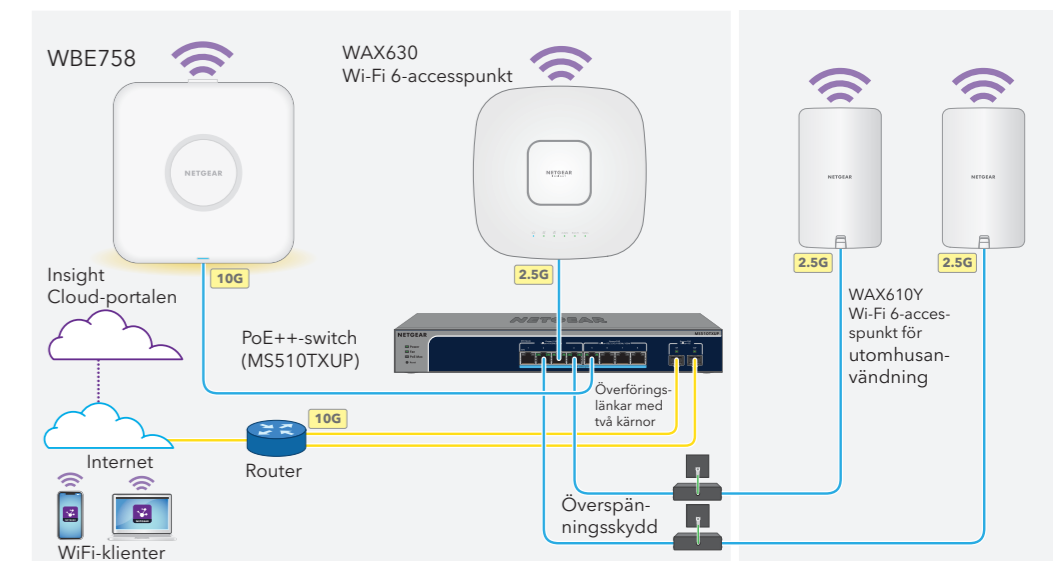 WBE758
NETGEAR
10G
WAX630
Wi-Fi 6-accesspunkt
NETGEAR
2.5G
NETGEAR
NETGEAR
2.5G
2.5G
Insight
Cloud-portalen
PoE++-switch
(MS510TXUP)
NETGEAR
NETGEAR
MS510TXUP
Överförings-
länkar med
två kärnor
WAX610Y
Wi-Fi 6-acces-
spunkt för
utomhusan-
vändning
10G
Internet
Router
Överspän-
ningsskydd
WiFi-klienter